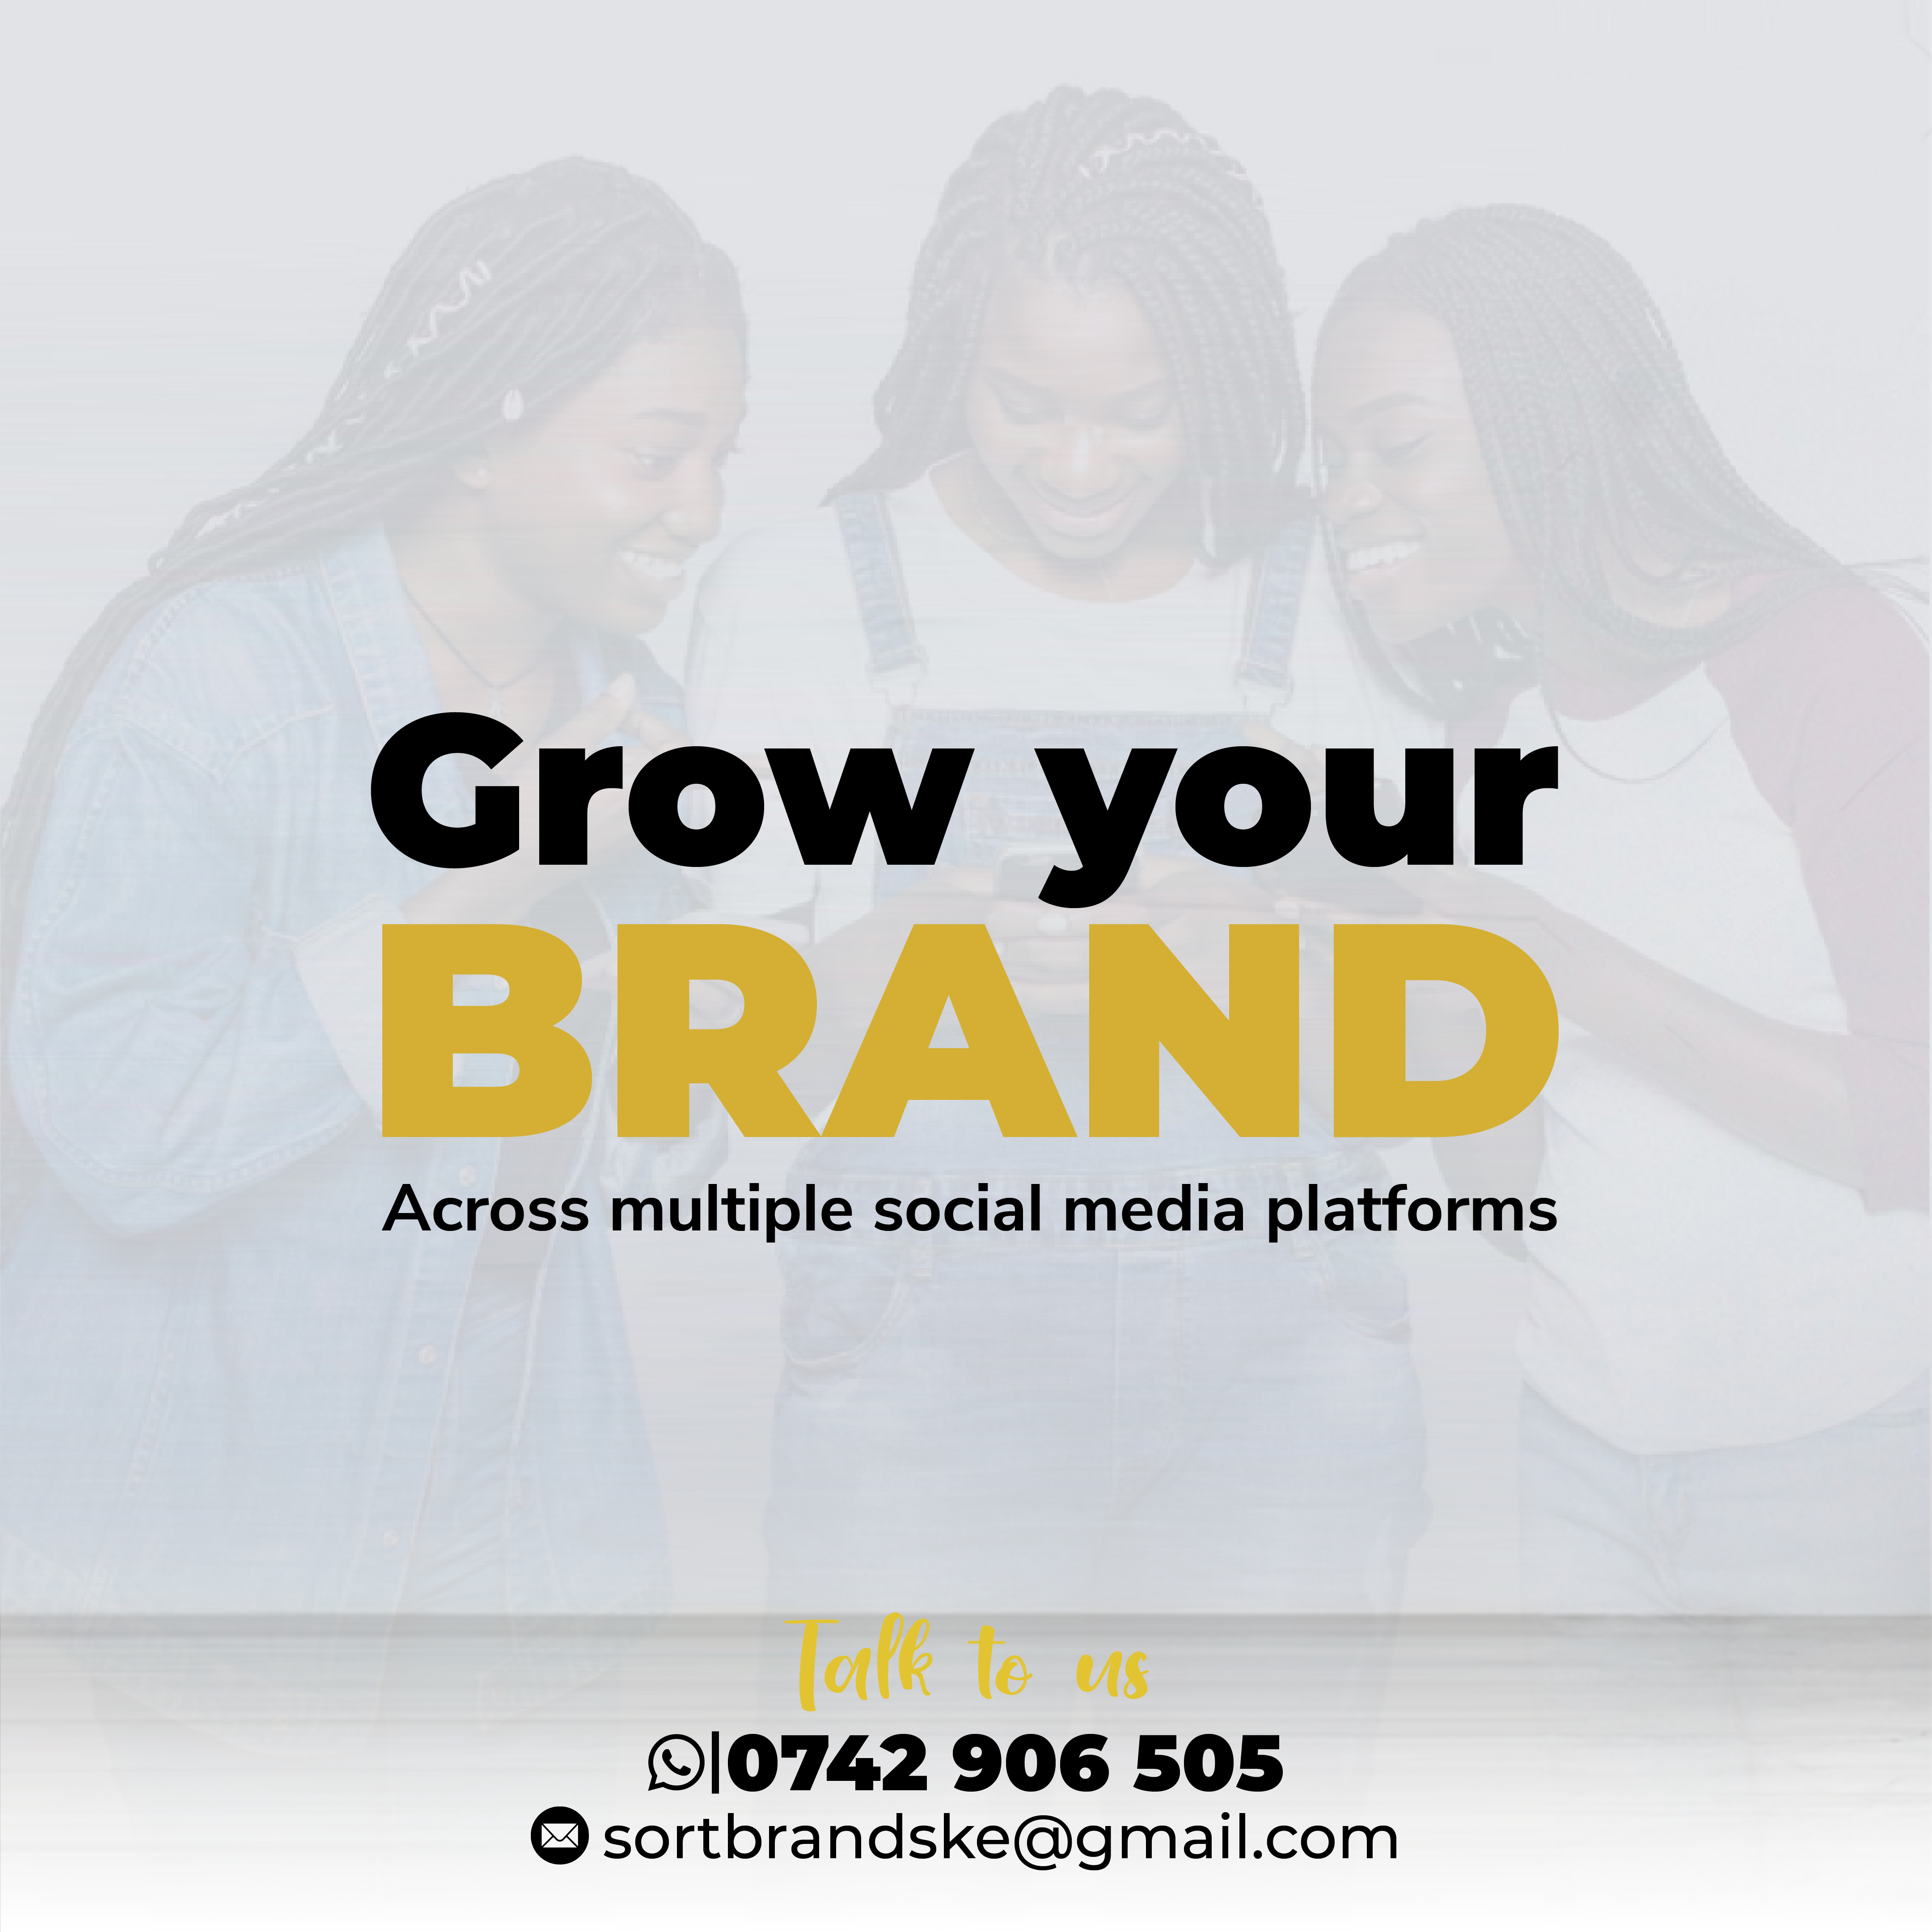 Grow your
BRAND
Across multiple social media platforms
Talk to us
|0742 906 505
sortbrandske@gmail.com